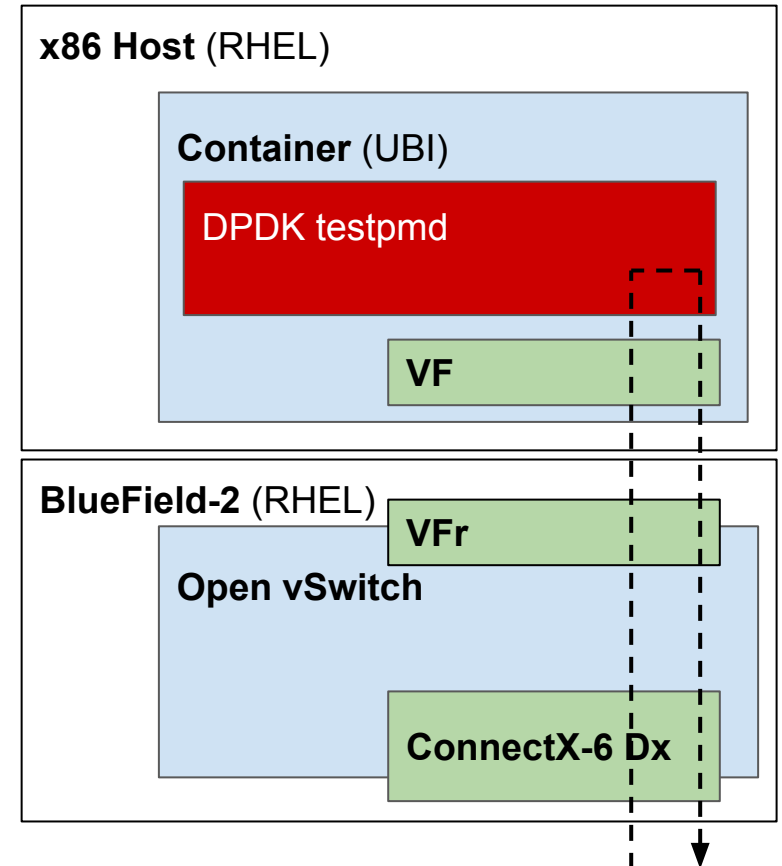 x86 Host (RHEL)
Container (UBI)
DPDK testpmd
VF
BlueField-2 (RHEL)
VFr
Open vSwitch
ConnectX-6 Dx